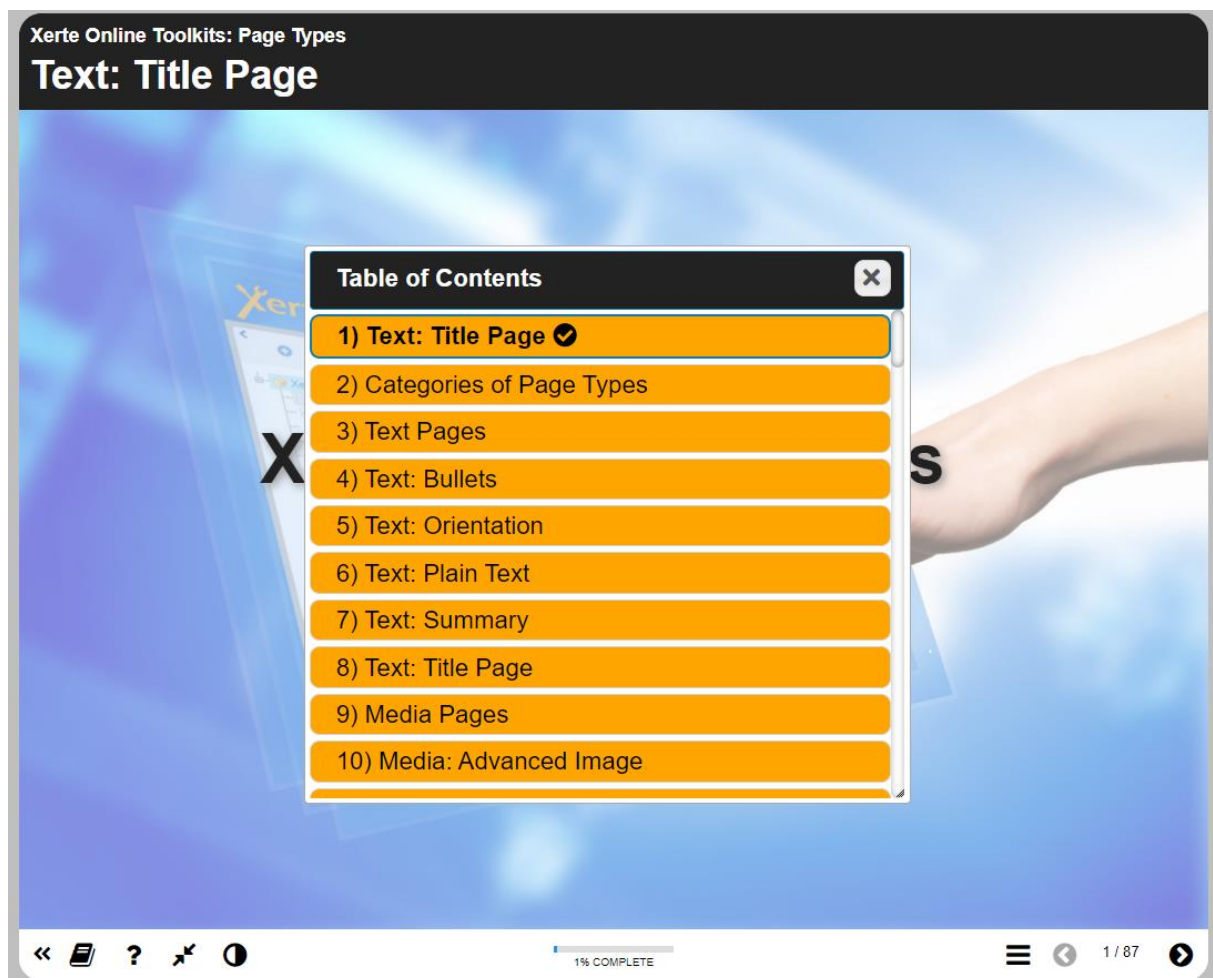 Xerte Online Toolkits: Page Types
Text: Title Page
Table of Contents
1) Text: Title Page
2) Categories of Page Types
3) Text Pages
4) Text: Bullets
5) Text: Orientation
6) Text: Plain Text
7) Text: Summary
8) Text: Title Page
9) Media Pages
10) Media: Advanced Image
1% COMPLETE
1 / 87